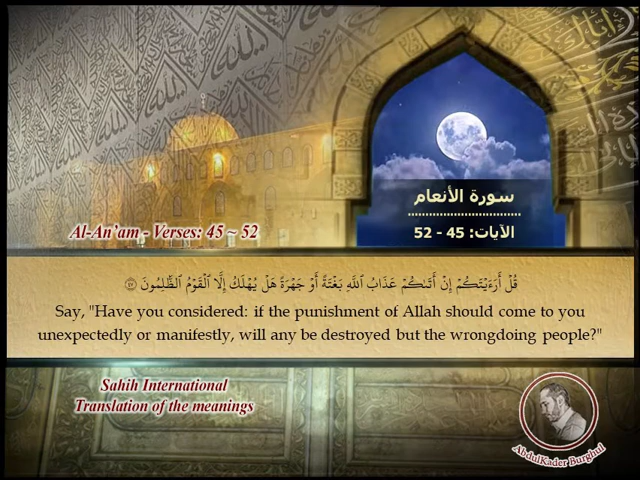 سورة الأنعام
الآيات: 45 - 52
Al-An'am - Verses: 45 ~ 52
قُلْ أَرَءَيْتَكُمْ إِنْ أَتَىٰكُمْ عَذَابُ ٱللَّهِ بَغْتَةً أَوْ جَهْرَةً هَلْ يُهْلَكُ إِلَّا ٱلْقَوْمُ ٱلظَّٰلِمُونَ ٤٧
Say, "Have you considered: if the punishment of Allah should come to you
unexpectedly or manifestly, will any be destroyed but the wrongdoing people?"
Sahih International
Translation of the meanings
AbdulKader Burghul